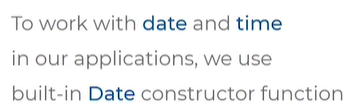 To work with date and time
in our applications, we use
built-in Date constructor function